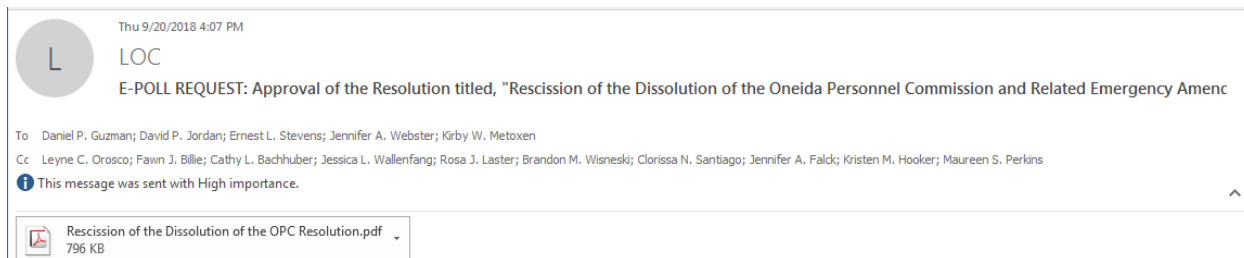 Thu 9/20/2018 4:07 PM
L
LOC
E-POLL REQUEST: Approval of the Resolution titled, "Rescission of the Dissolution of the Oneida Personnel Commission and Related Emergency Amenc
To Daniel P. Guzman; David P. Jordan; Ernest L. Stevens; Jennifer A. Webster; Kirby W. Metoxen
Cc Leyne C. Orosco; Fawn J. Billie; Cathy L. Bachhuber; Jessica L. Wallenfang; Rosa J. Laster; Brandon M. Wisneski; Clorissa N. Santiago; Jennifer A. Falck; Kristen M. Hooker; Maureen S. Perkins
This message was sent with High importance.
Rescission of the Dissolution of the OPC Resolution.pdf
796 KB